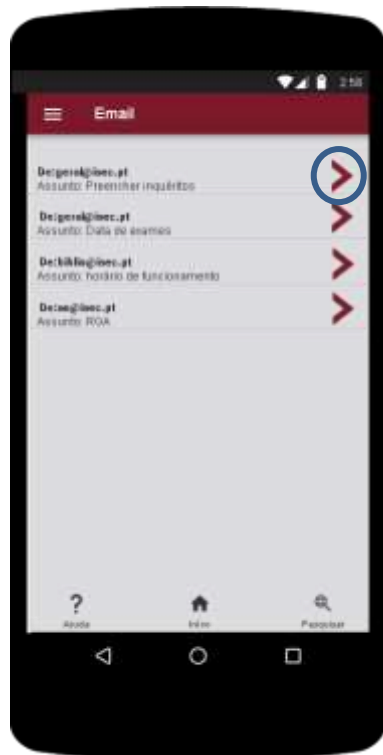 2:58
Email
De:geral@isec.pt
Assunto: Preencher inquéritos
De:geral@isec.pt
Assunto: Data de exames
De:biblio@isec.pt
Assunto: horário de funcionamento
De:ae@isec.pt
Assunto: RGA
?
Ajuda
Início
Pesquisar